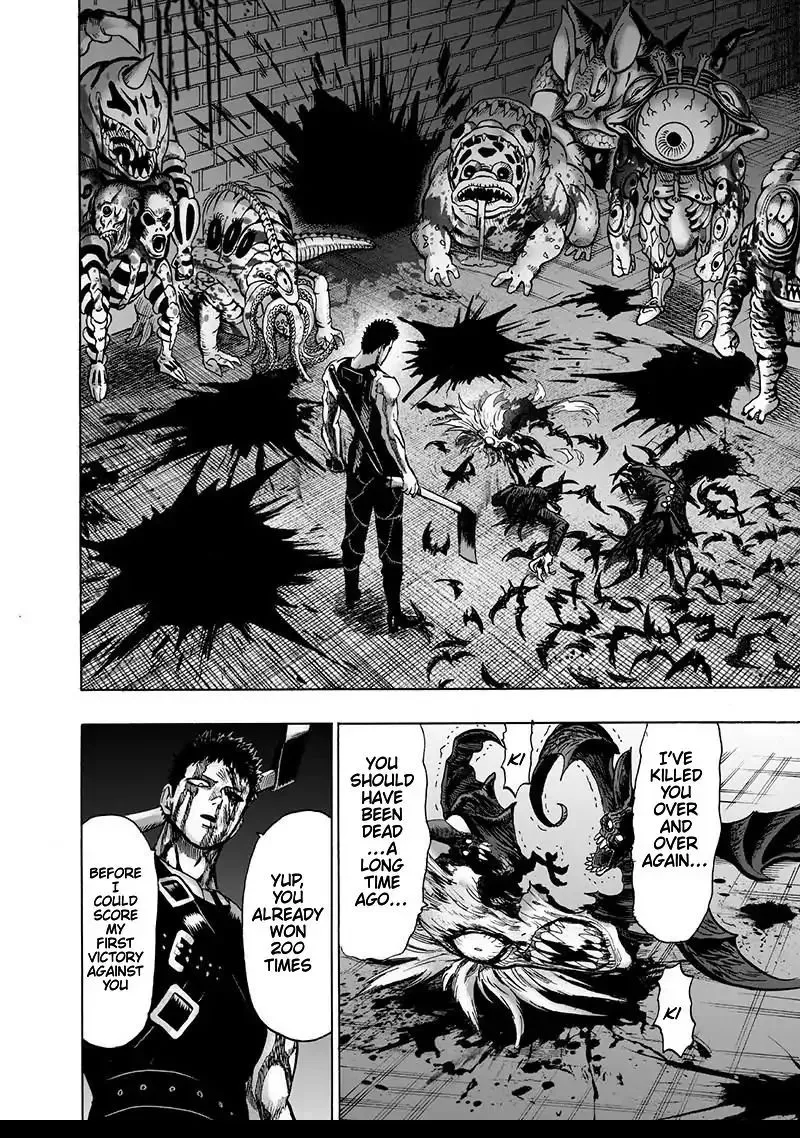 I'VE
KILLED
YOU
OVER
AND
OVER
AGAIN...
KI
YOU
SHOULD
HAVE
BEEN
DEAD
...A
LONG
TIME
AGO...
KI
YUP,
YOU
ALREADY
WON
200
TIMES
BEFORE
I
COULD
SCORE
MY
FIRST
VICTORY
AGAINST
YOU